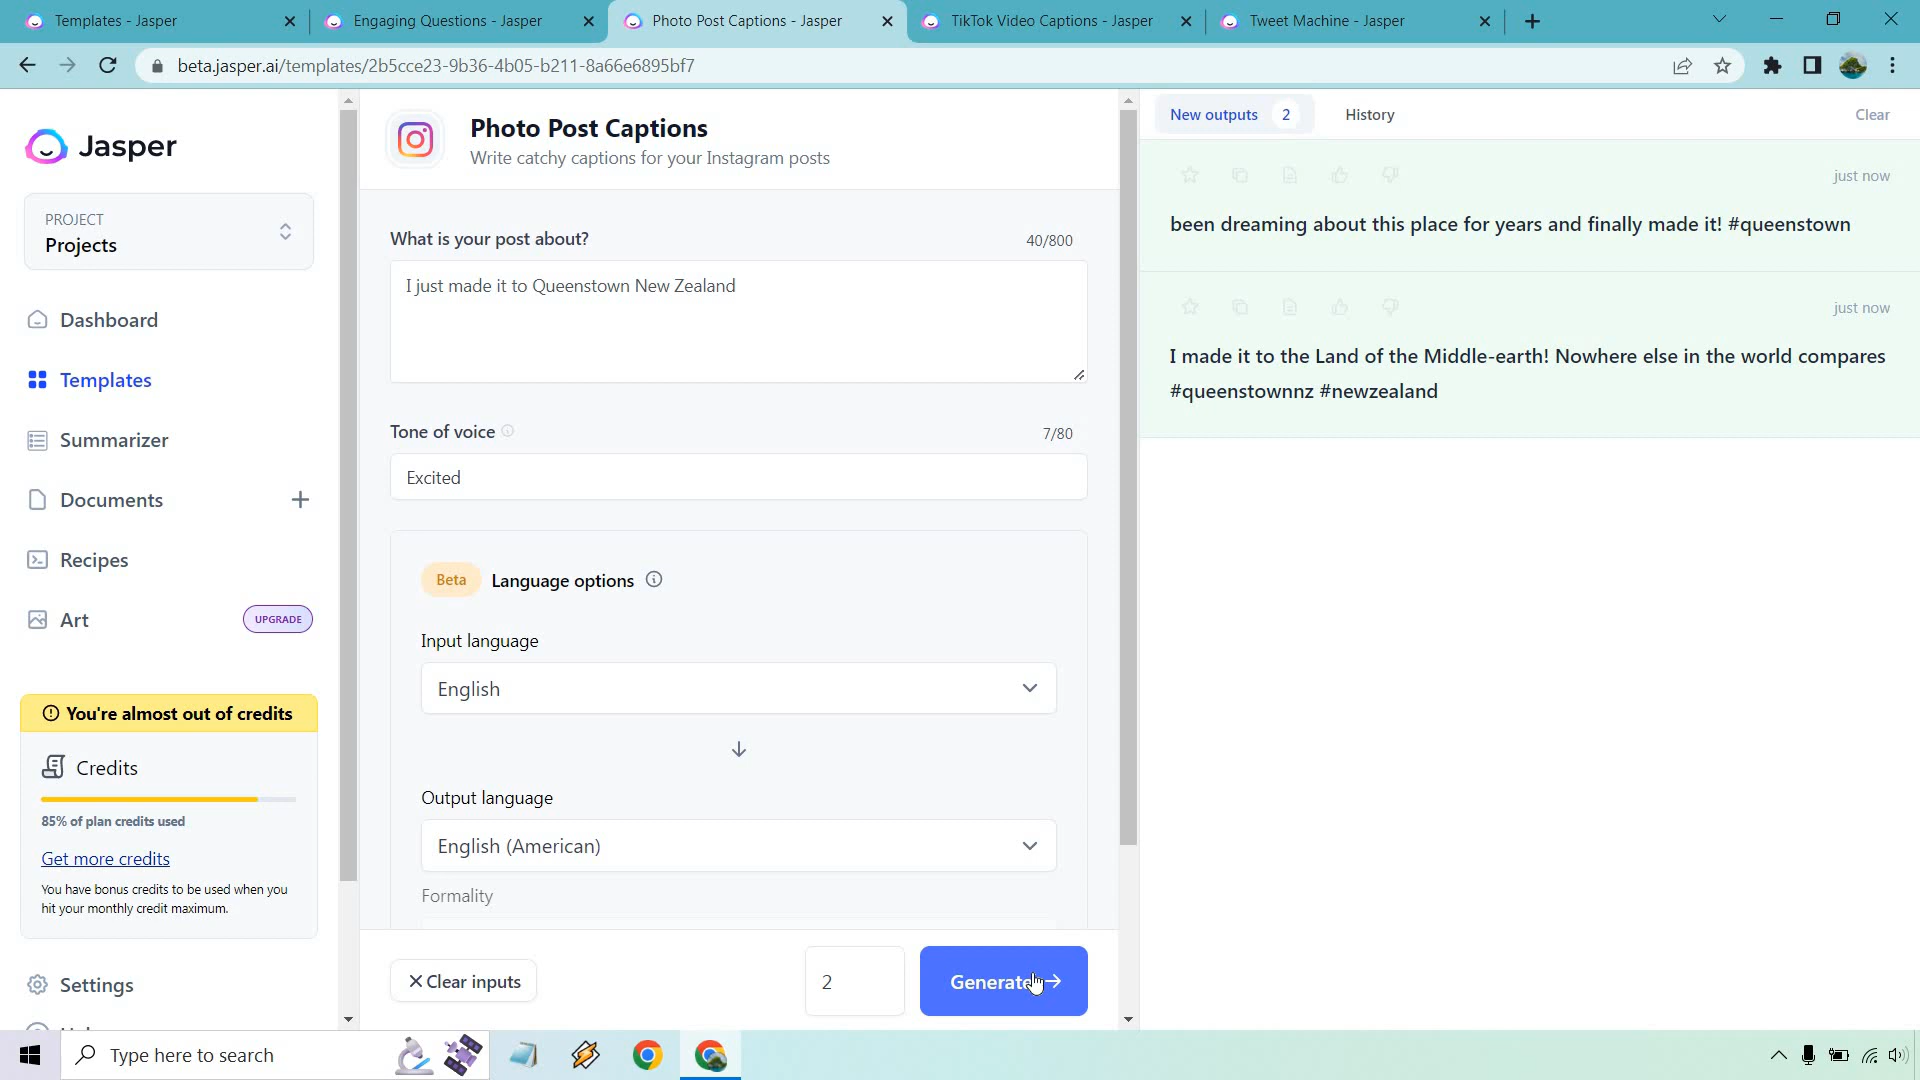 Templates - Jasper
Engaging Questions - Jasper
Photo Post Captions - Jasper
TikTok Video Captions - Jasper
Tweet Machine - Jasper
beta.jasper.ai/templates/2b5cce23-9b36-4b05-b211-8a66e6895bf7
Jasper
PROJECT
Projects
Dashboard
Templates
Summarizer
Documents
Recipes
Art
UPGRADE
You're almost out of credits
Credits
85% of plan credits used
Get more credits
You have bonus credits to be used when you
hit your monthly credit maximum.
Settings
Photo Post Captions
Write catchy captions for your Instagram posts
What is your post about?
40/800
I just made it to Queenstown New Zealand
Tone of voice
7/80
Excited
Beta
Language options
Input language
English
Output language
English (American)
Formality
Clear inputs
2
Generate
New outputs 2
History
Clear
just now
been dreaming about this place for years and finally made it! #queenstown
just now
I made it to the Land of the Middle-earth! Nowhere else in the world compares
#queenstownnz #newzealand
Type here to search